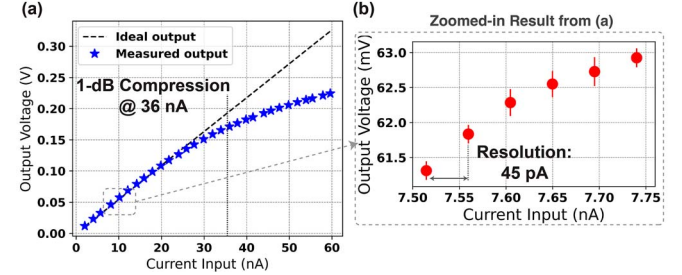 (a)
Ideal output
Measured output
1-dB Compression
@ 36 nA
Output Voltage (V)
0.30
0.25
0.20
0.15
0.10
0.05
0.00
0 10 20 30 40 50 60
Current Input (nA)
(b)
Zoomed-in Result from (a)
Output Voltage (mV)
63.0
62.5
62.0
61.5
Resolution:
45 pA
7.50 7.55 7.60 7.65 7.70 7.75
Current Input (nA)